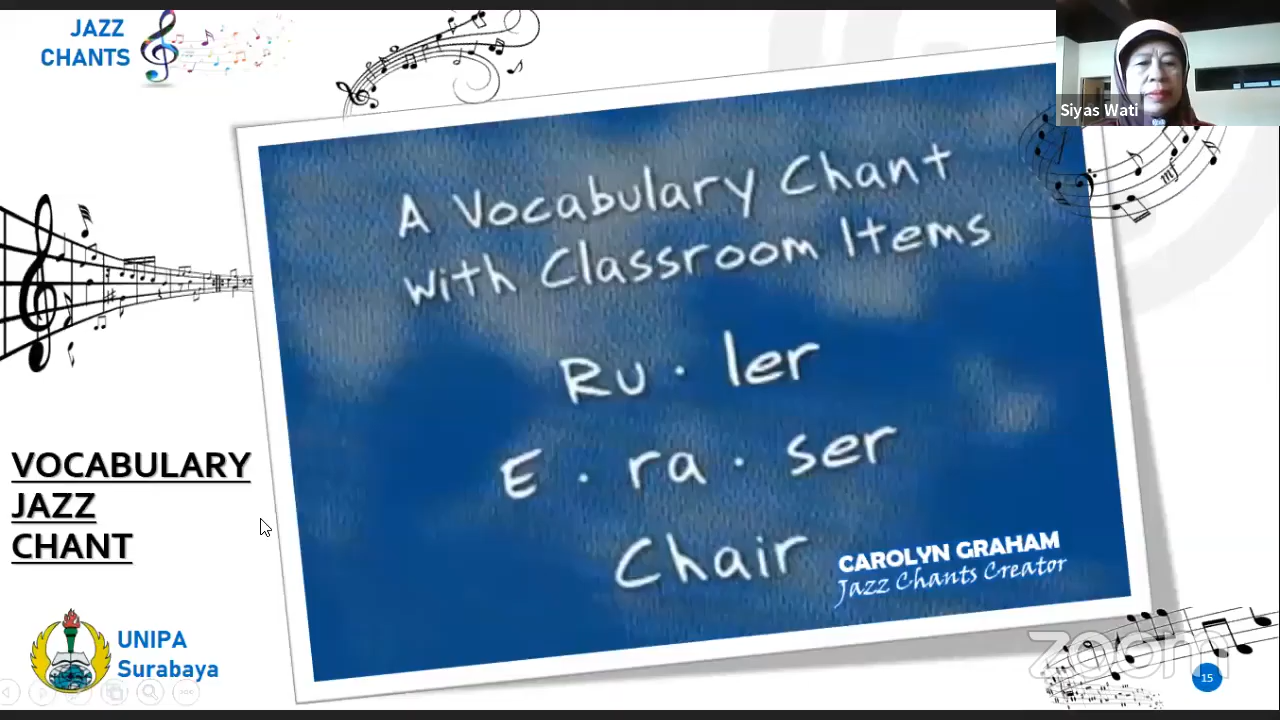 JAZZ
CHANTS
Siyas Wati
A Vocabulary Chant
with Classroom Items
Ru · ler
E · ra · ser
Chair
CAROLYN GRAHAM
Jazz Chants Creator
VOCABULARY
JAZZ
CHANT
UNIPA
Surabaya
zoom
15